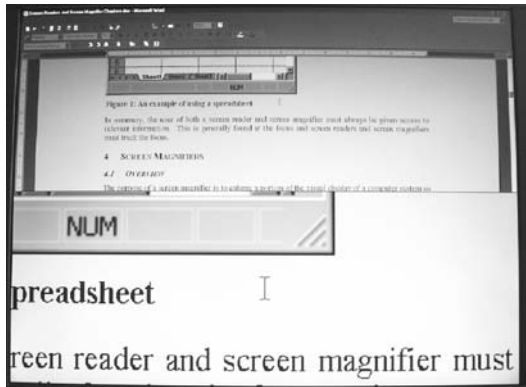 Screen Readers and Screen Magnifier Chapters.doc - Microsoft Word
Sheet1 Sheet2 Sheet3
NUM
Figure 1: An example of using a spreadsheet
In summary, the user of both a screen reader and screen magnifier must always be given access to
relevant information. This is generally found at the focus and screen readers and screen magnifiers
must track the focus.
4 SCREEN MAGNIFIERS
4.1 OVERVIEW
The purpose of a screen magnifier is to enlarge a portion of the visual display of a computer system so
NUM
preadsheet
reen reader and screen magnifier must